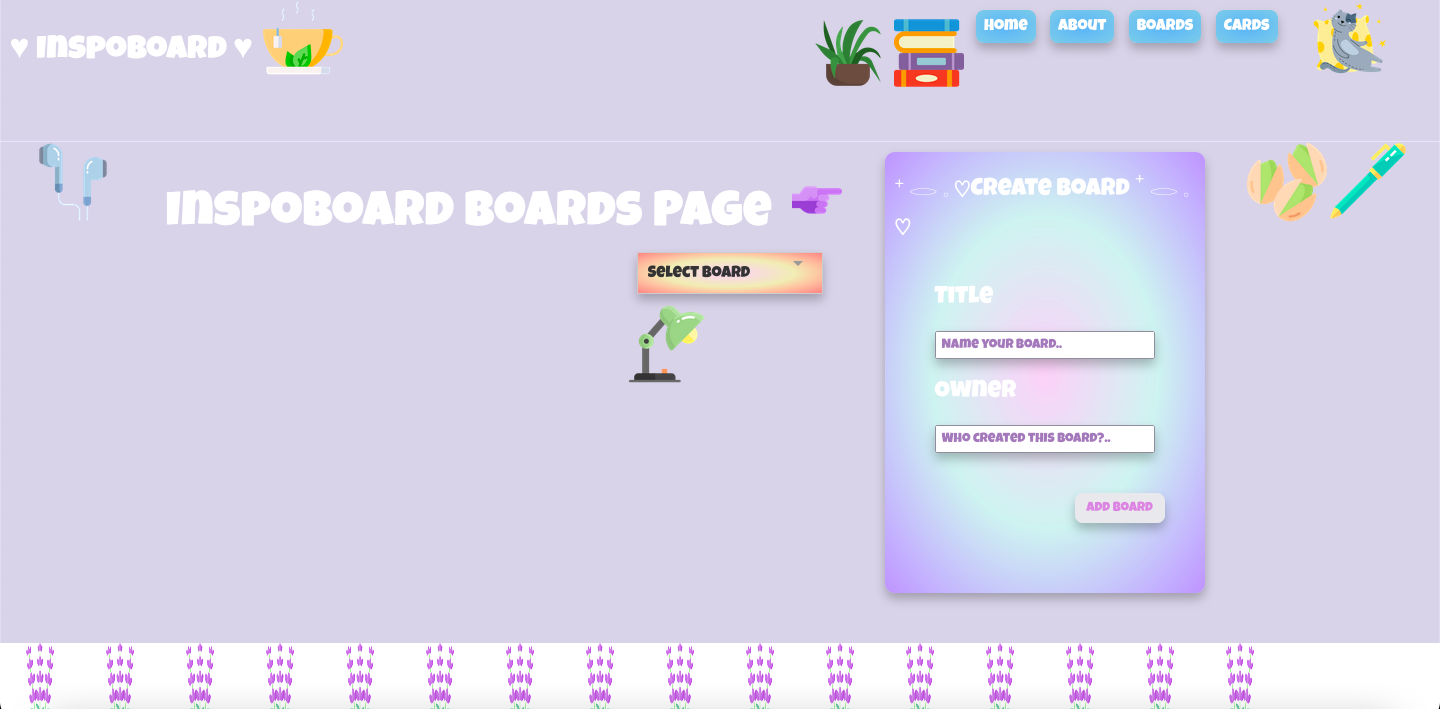 ♥ InspoBoard ♥
Home
About
Boards
Cards
InspoBoard Boards Page
Select Board
♡Create Board
♡
Title
Name your board..
Owner
Who created this board?..
Add Board